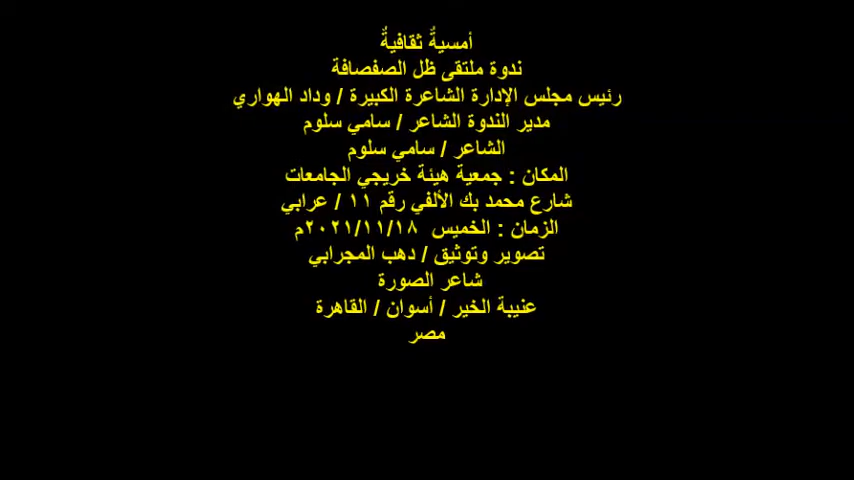 أمسيةٌ ثقافيةٌ
ندوة ملتقى ظل الصفصافة
رئيس مجلس الإدارة الشاعرة الكبيرة / وداد الهواري
مدير الندوة الشاعر / سامي سلوم
الشاعر / سامي سلوم
المكان : جمعية هيئة خريجي الجامعات
شارع محمد بك الألفي رقم ١١ / عرابي
الزمان : الخميس ٢٠٢١/١١/١٨م
تصوير وتوثيق / دهب المجرابي
شاعر الصورة
عنيبة الخير / أسوان / القاهرة
مصر